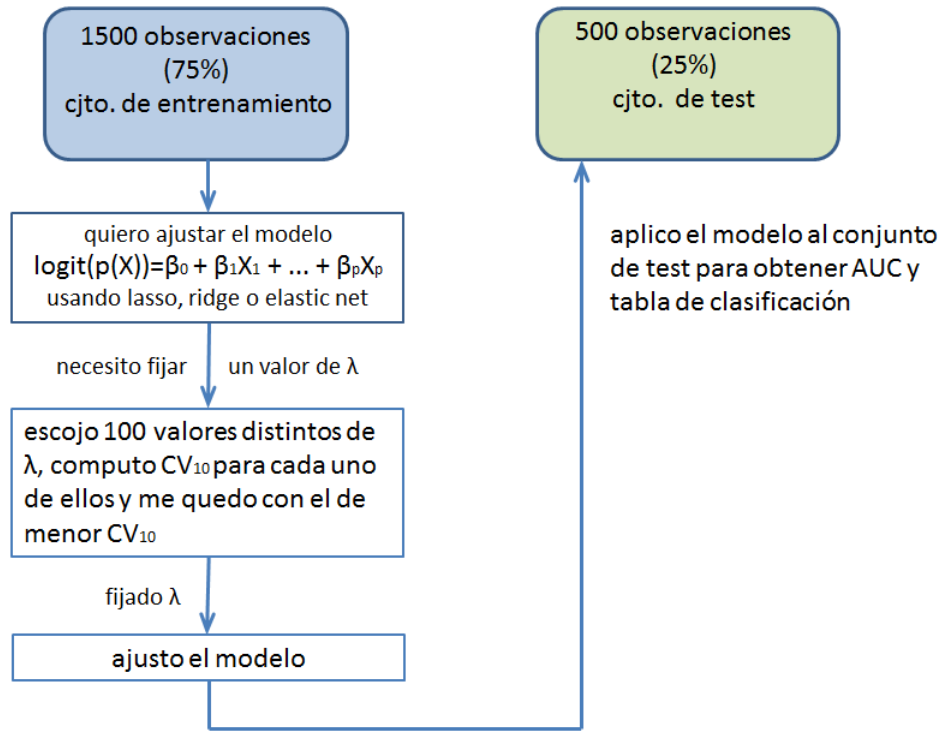 1500 observaciones
(75%)
cjto. de entrenamiento
500 observaciones
(25%)
cjto. de test
quiero ajustar el modelo
logit(p(X))=β₀ + β₁X₁ + ... + βₚXₚ
usando lasso, ridge o elastic net
aplico el modelo al conjunto
de test para obtener AUC y
tabla de clasificación
necesito fijar un valor de λ
escojo 100 valores distintos de
λ, computo CV₁₀ para cada uno
de ellos y me quedo con el de
menor CV₁₀
fijado λ
ajusto el modelo